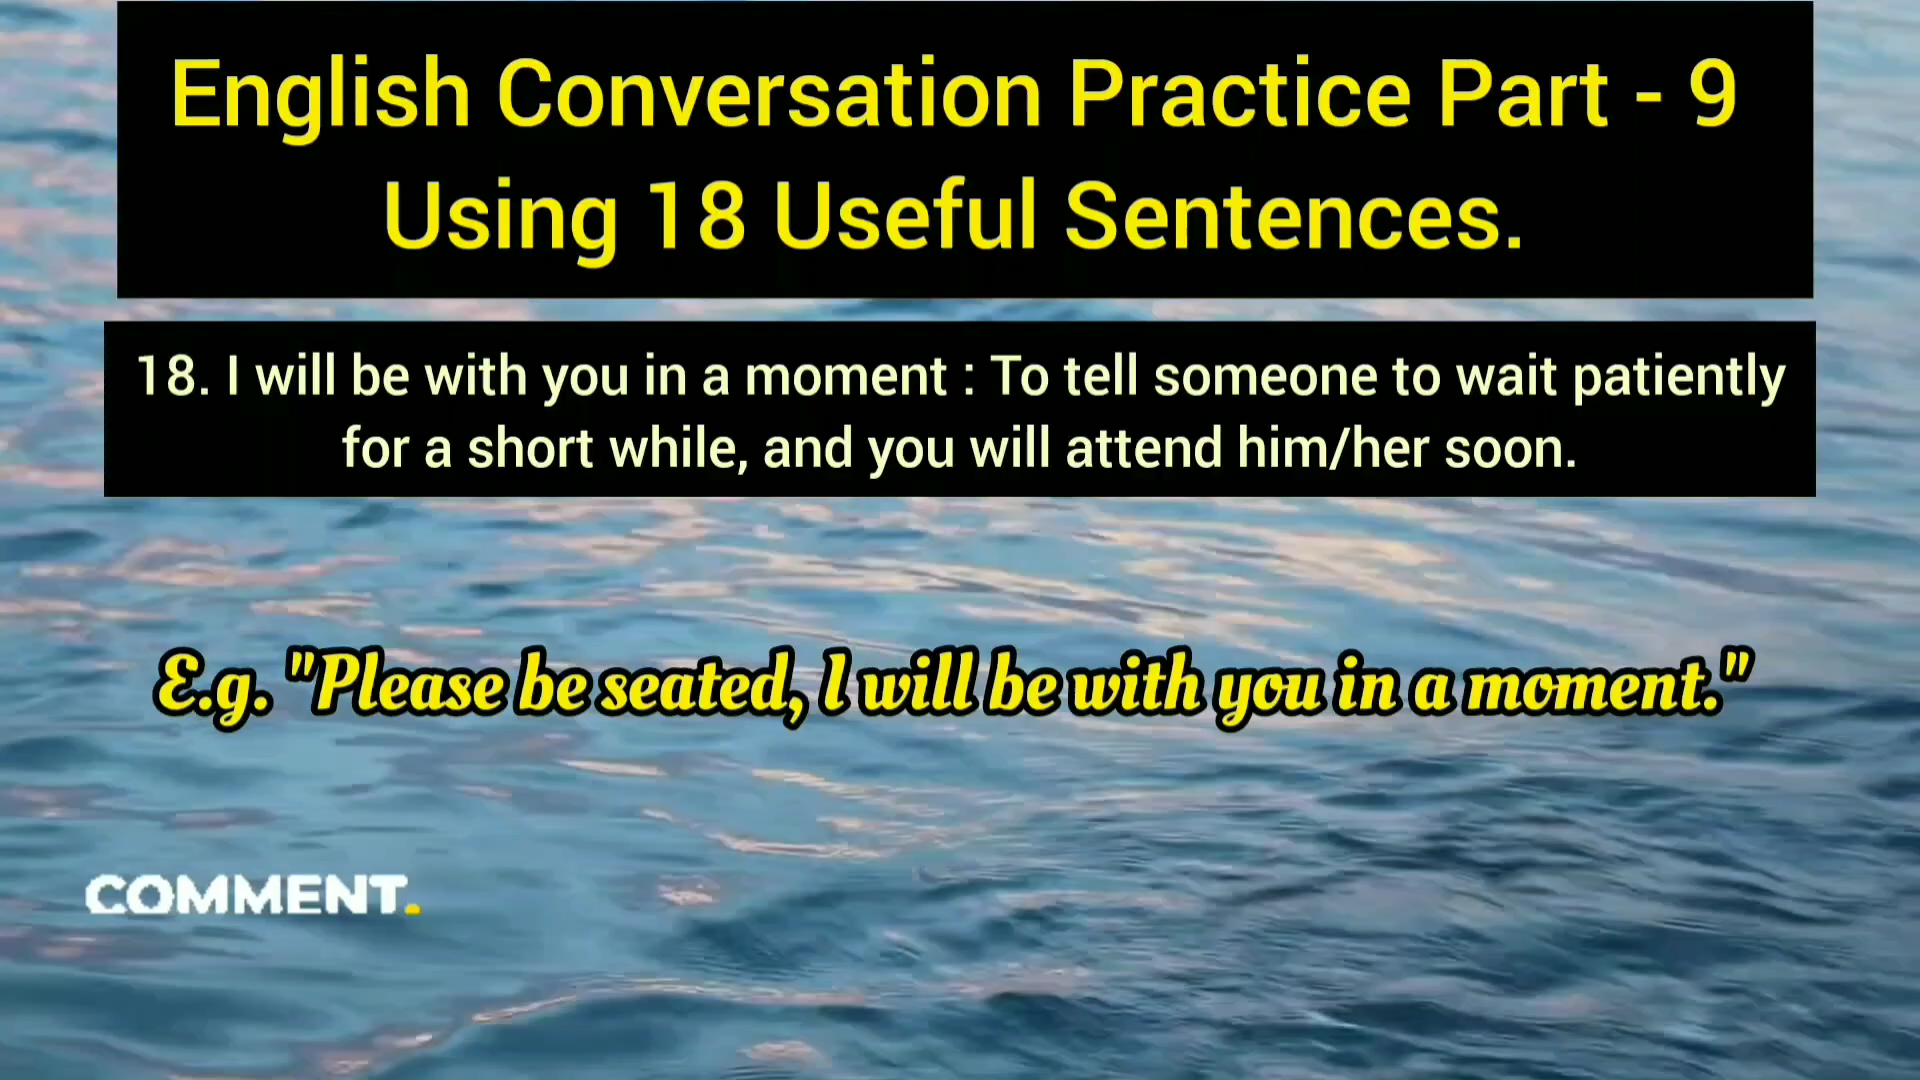 English Conversation Practice Part - 9
Using 18 Useful Sentences.
18. I will be with you in a moment : To tell someone to wait patiently
for a short while, and you will attend him/her soon.
E.g. "Please be seated, I will be with you in a moment."
COMMENT.